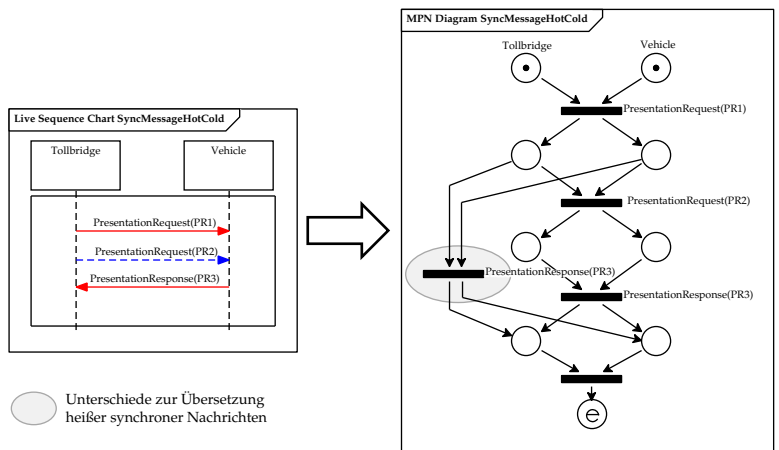 Live Sequence Chart SyncMessageHotCold
Tollbridge
Vehicle
PresentationRequest(PR1)
PresentationRequest(PR2)
PresentationResponse(PR3)
Unterschiede zur Übersetzung
heißer synchroner Nachrichten
MPN Diagram SyncMessageHotCold
Tollbridge
Vehicle
PresentationRequest(PR1)
PresentationRequest(PR2)
PresentationResponse(PR3)
PresentationResponse(PR3)
e